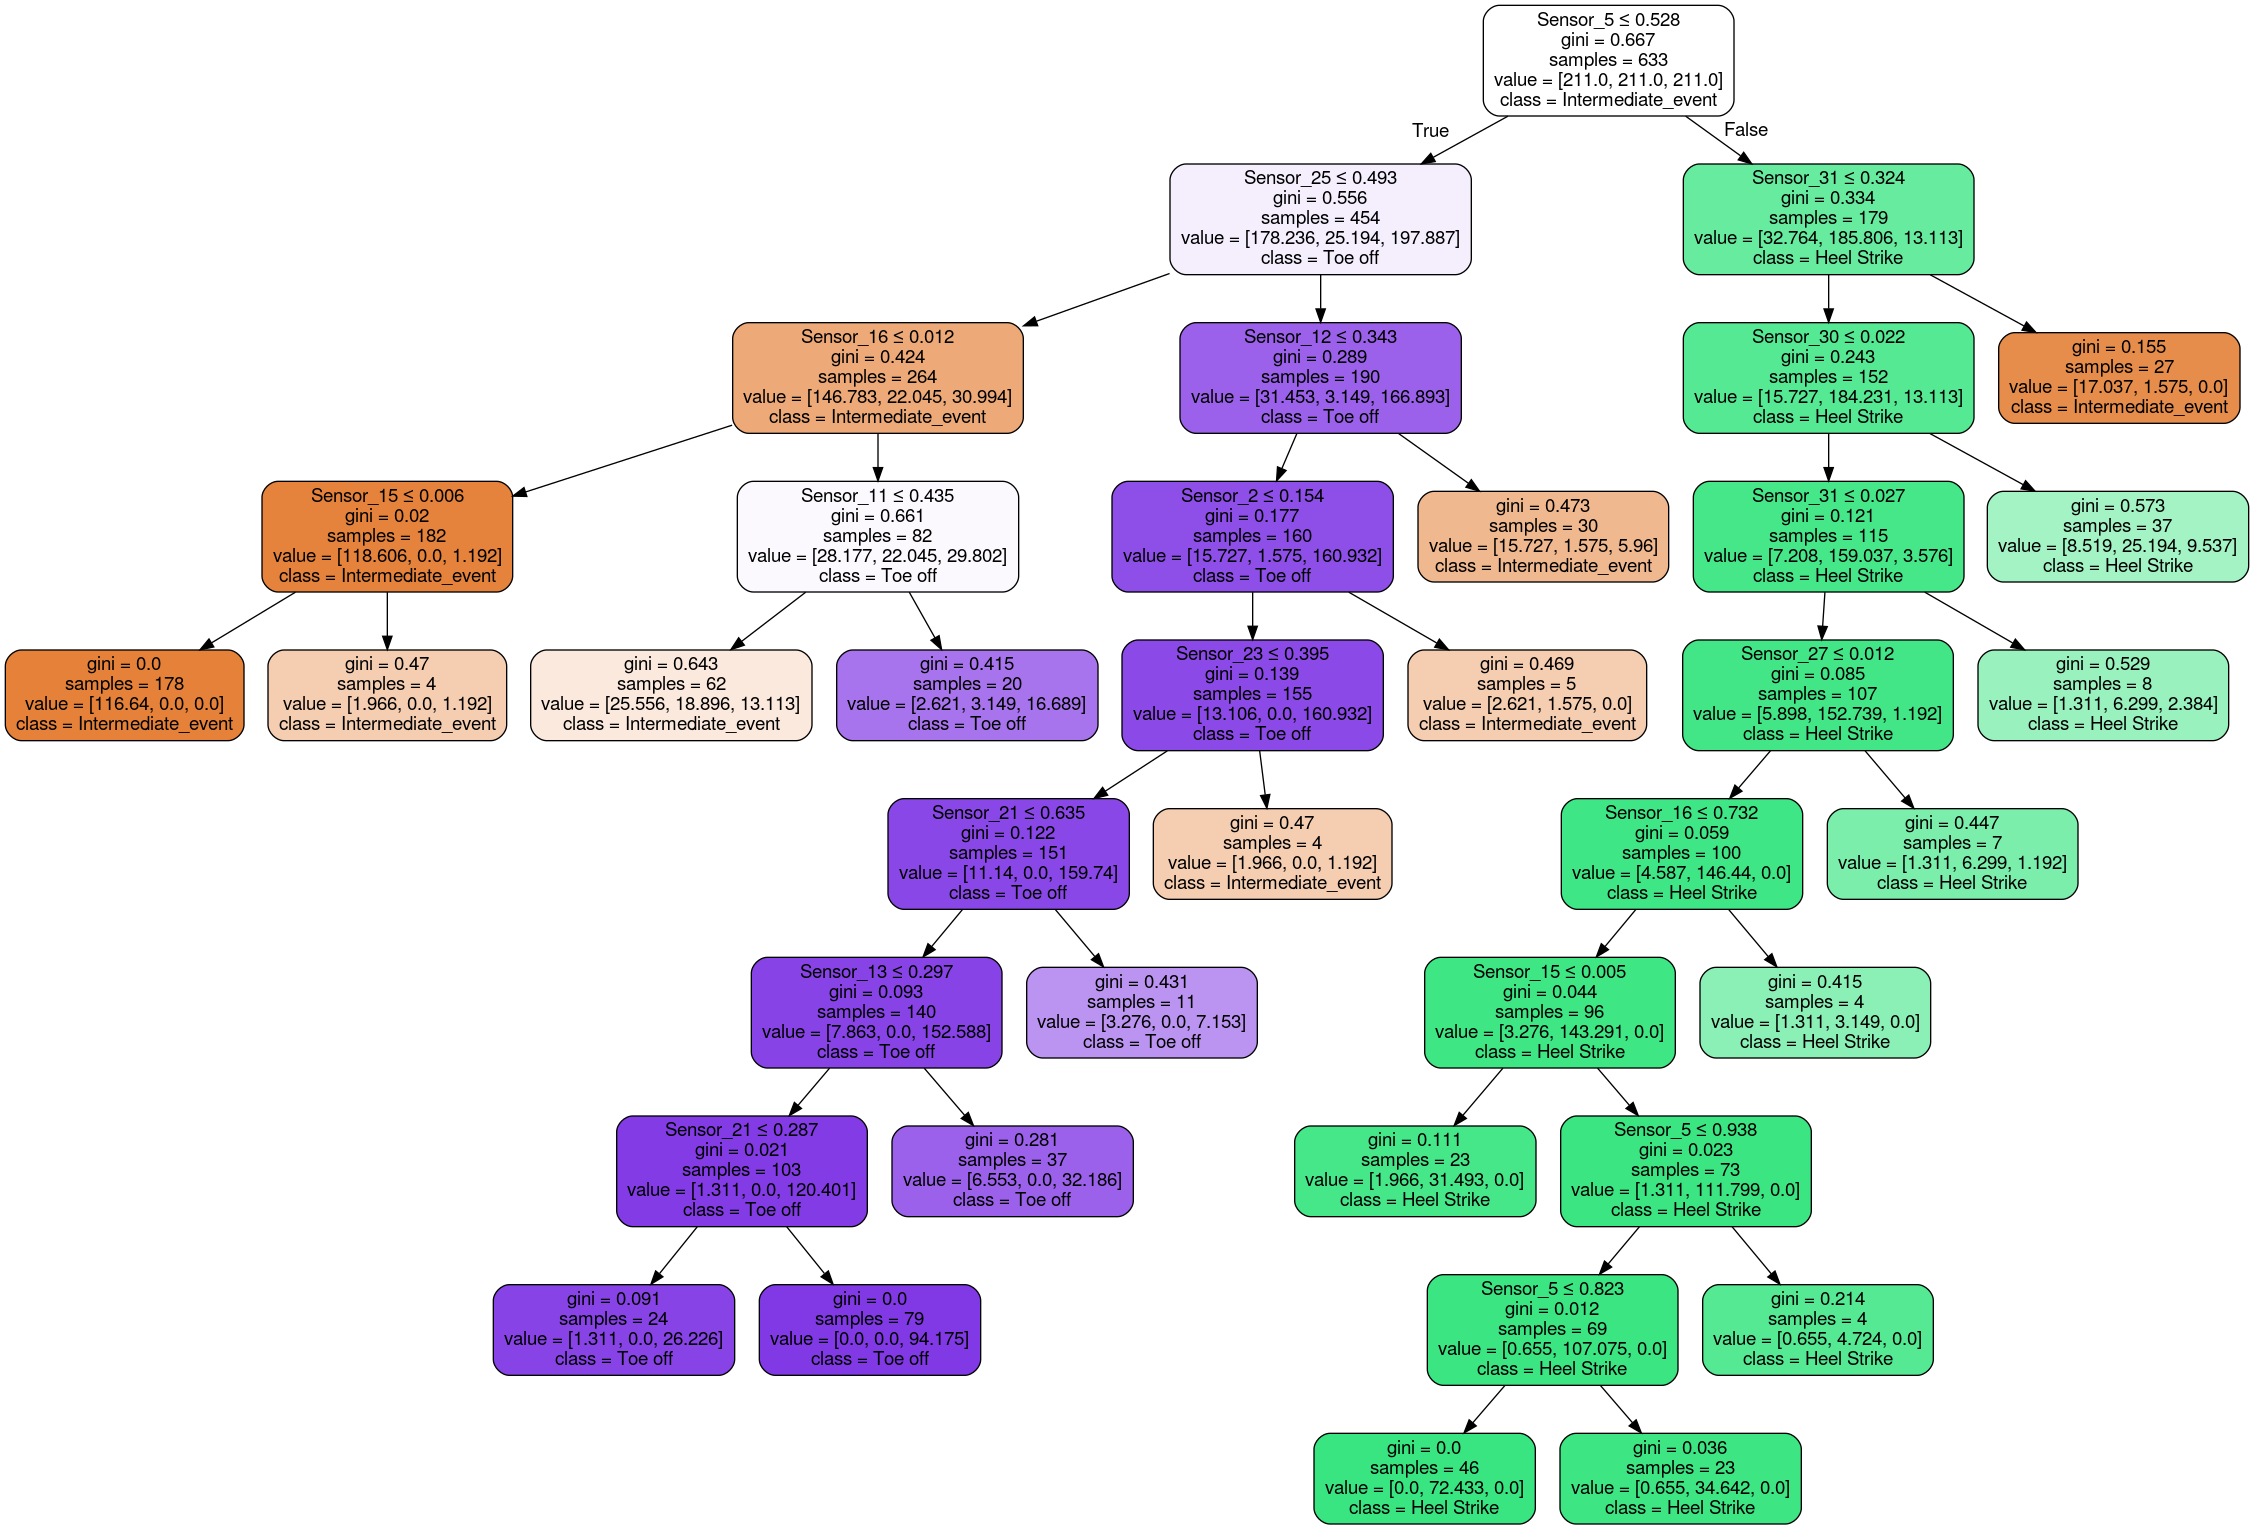 Sensor_5 ≤ 0.528
gini = 0.667
samples = 633
value = [211.0, 211.0, 211.0]
class = Intermediate_event
True
False
Sensor_25 ≤ 0.493
gini = 0.556
samples = 454
value = [178.236, 25.194, 197.887]
class = Toe off
Sensor_31 ≤ 0.324
gini = 0.334
samples = 179
value = [32.764, 185.806, 13.113]
class = Heel Strike
Sensor_16 ≤ 0.012
gini = 0.424
samples = 264
value = [146.783, 22.045, 30.994]
class = Intermediate_event
Sensor_12 ≤ 0.343
gini = 0.289
samples = 190
value = [31.453, 3.149, 166.893]
class = Toe off
Sensor_30 ≤ 0.022
gini = 0.243
samples = 152
value = [15.727, 184.231, 13.113]
class = Heel Strike
gini = 0.155
samples = 27
value = [17.037, 1.575, 0.0]
class = Intermediate_event
Sensor_15 ≤ 0.006
gini = 0.02
samples = 182
value = [118.606, 0.0, 1.192]
class = Intermediate_event
Sensor_11 ≤ 0.435
gini = 0.661
samples = 82
value = [28.177, 22.045, 29.802]
class = Toe off
Sensor_2 ≤ 0.154
gini = 0.177
samples = 160
value = [15.727, 1.575, 160.932]
class = Toe off
gini = 0.473
samples = 30
value = [15.727, 1.575, 5.96]
class = Intermediate_event
Sensor_31 ≤ 0.027
gini = 0.121
samples = 115
value = [7.208, 159.037, 3.576]
class = Heel Strike
gini = 0.573
samples = 37
value = [8.519, 25.194, 9.537]
class = Heel Strike
gini = 0.0
samples = 178
value = [116.64, 0.0, 0.0]
class = Intermediate_event
gini = 0.47
samples = 4
value = [1.966, 0.0, 1.192]
class = Intermediate_event
gini = 0.643
samples = 62
value = [25.556, 18.896, 13.113]
class = Intermediate_event
gini = 0.415
samples = 20
value = [2.621, 3.149, 16.689]
class = Toe off
Sensor_23 ≤ 0.395
gini = 0.139
samples = 155
value = [13.106, 0.0, 160.932]
class = Toe off
gini = 0.469
samples = 5
value = [2.621, 1.575, 0.0]
class = Intermediate_event
Sensor_27 ≤ 0.012
gini = 0.085
samples = 107
value = [5.898, 152.739, 1.192]
class = Heel Strike
gini = 0.529
samples = 8
value = [1.311, 6.299, 2.384]
class = Heel Strike
Sensor_21 ≤ 0.635
gini = 0.122
samples = 151
value = [11.14, 0.0, 159.74]
class = Toe off
gini = 0.47
samples = 4
value = [1.966, 0.0, 1.192]
class = Intermediate_event
Sensor_16 ≤ 0.732
gini = 0.059
samples = 100
value = [4.587, 146.44, 0.0]
class = Heel Strike
gini = 0.447
samples = 7
value = [1.311, 6.299, 1.192]
class = Heel Strike
Sensor_13 ≤ 0.297
gini = 0.093
samples = 140
value = [7.863, 0.0, 152.588]
class = Toe off
gini = 0.431
samples = 11
value = [3.276, 0.0, 7.153]
class = Toe off
Sensor_15 ≤ 0.005
gini = 0.044
samples = 96
value = [3.276, 143.291, 0.0]
class = Heel Strike
gini = 0.415
samples = 4
value = [1.311, 3.149, 0.0]
class = Heel Strike
Sensor_21 ≤ 0.287
gini = 0.021
samples = 103
value = [1.311, 0.0, 120.401]
class = Toe off
gini = 0.281
samples = 37
value = [6.553, 0.0, 32.186]
class = Toe off
gini = 0.111
samples = 23
value = [1.966, 31.493, 0.0]
class = Heel Strike
Sensor_5 ≤ 0.938
gini = 0.023
samples = 73
value = [1.311, 111.799, 0.0]
class = Heel Strike
gini = 0.091
samples = 24
value = [1.311, 0.0, 26.226]
class = Toe off
gini = 0.0
samples = 79
value = [0.0, 0.0, 94.175]
class = Toe off
Sensor_5 ≤ 0.823
gini = 0.012
samples = 69
value = [0.655, 107.075, 0.0]
class = Heel Strike
gini = 0.214
samples = 4
value = [0.655, 4.724, 0.0]
class = Heel Strike
gini = 0.0
samples = 46
value = [0.0, 72.433, 0.0]
class = Heel Strike
gini = 0.036
samples = 23
value = [0.655, 34.642, 0.0]
class = Heel Strike